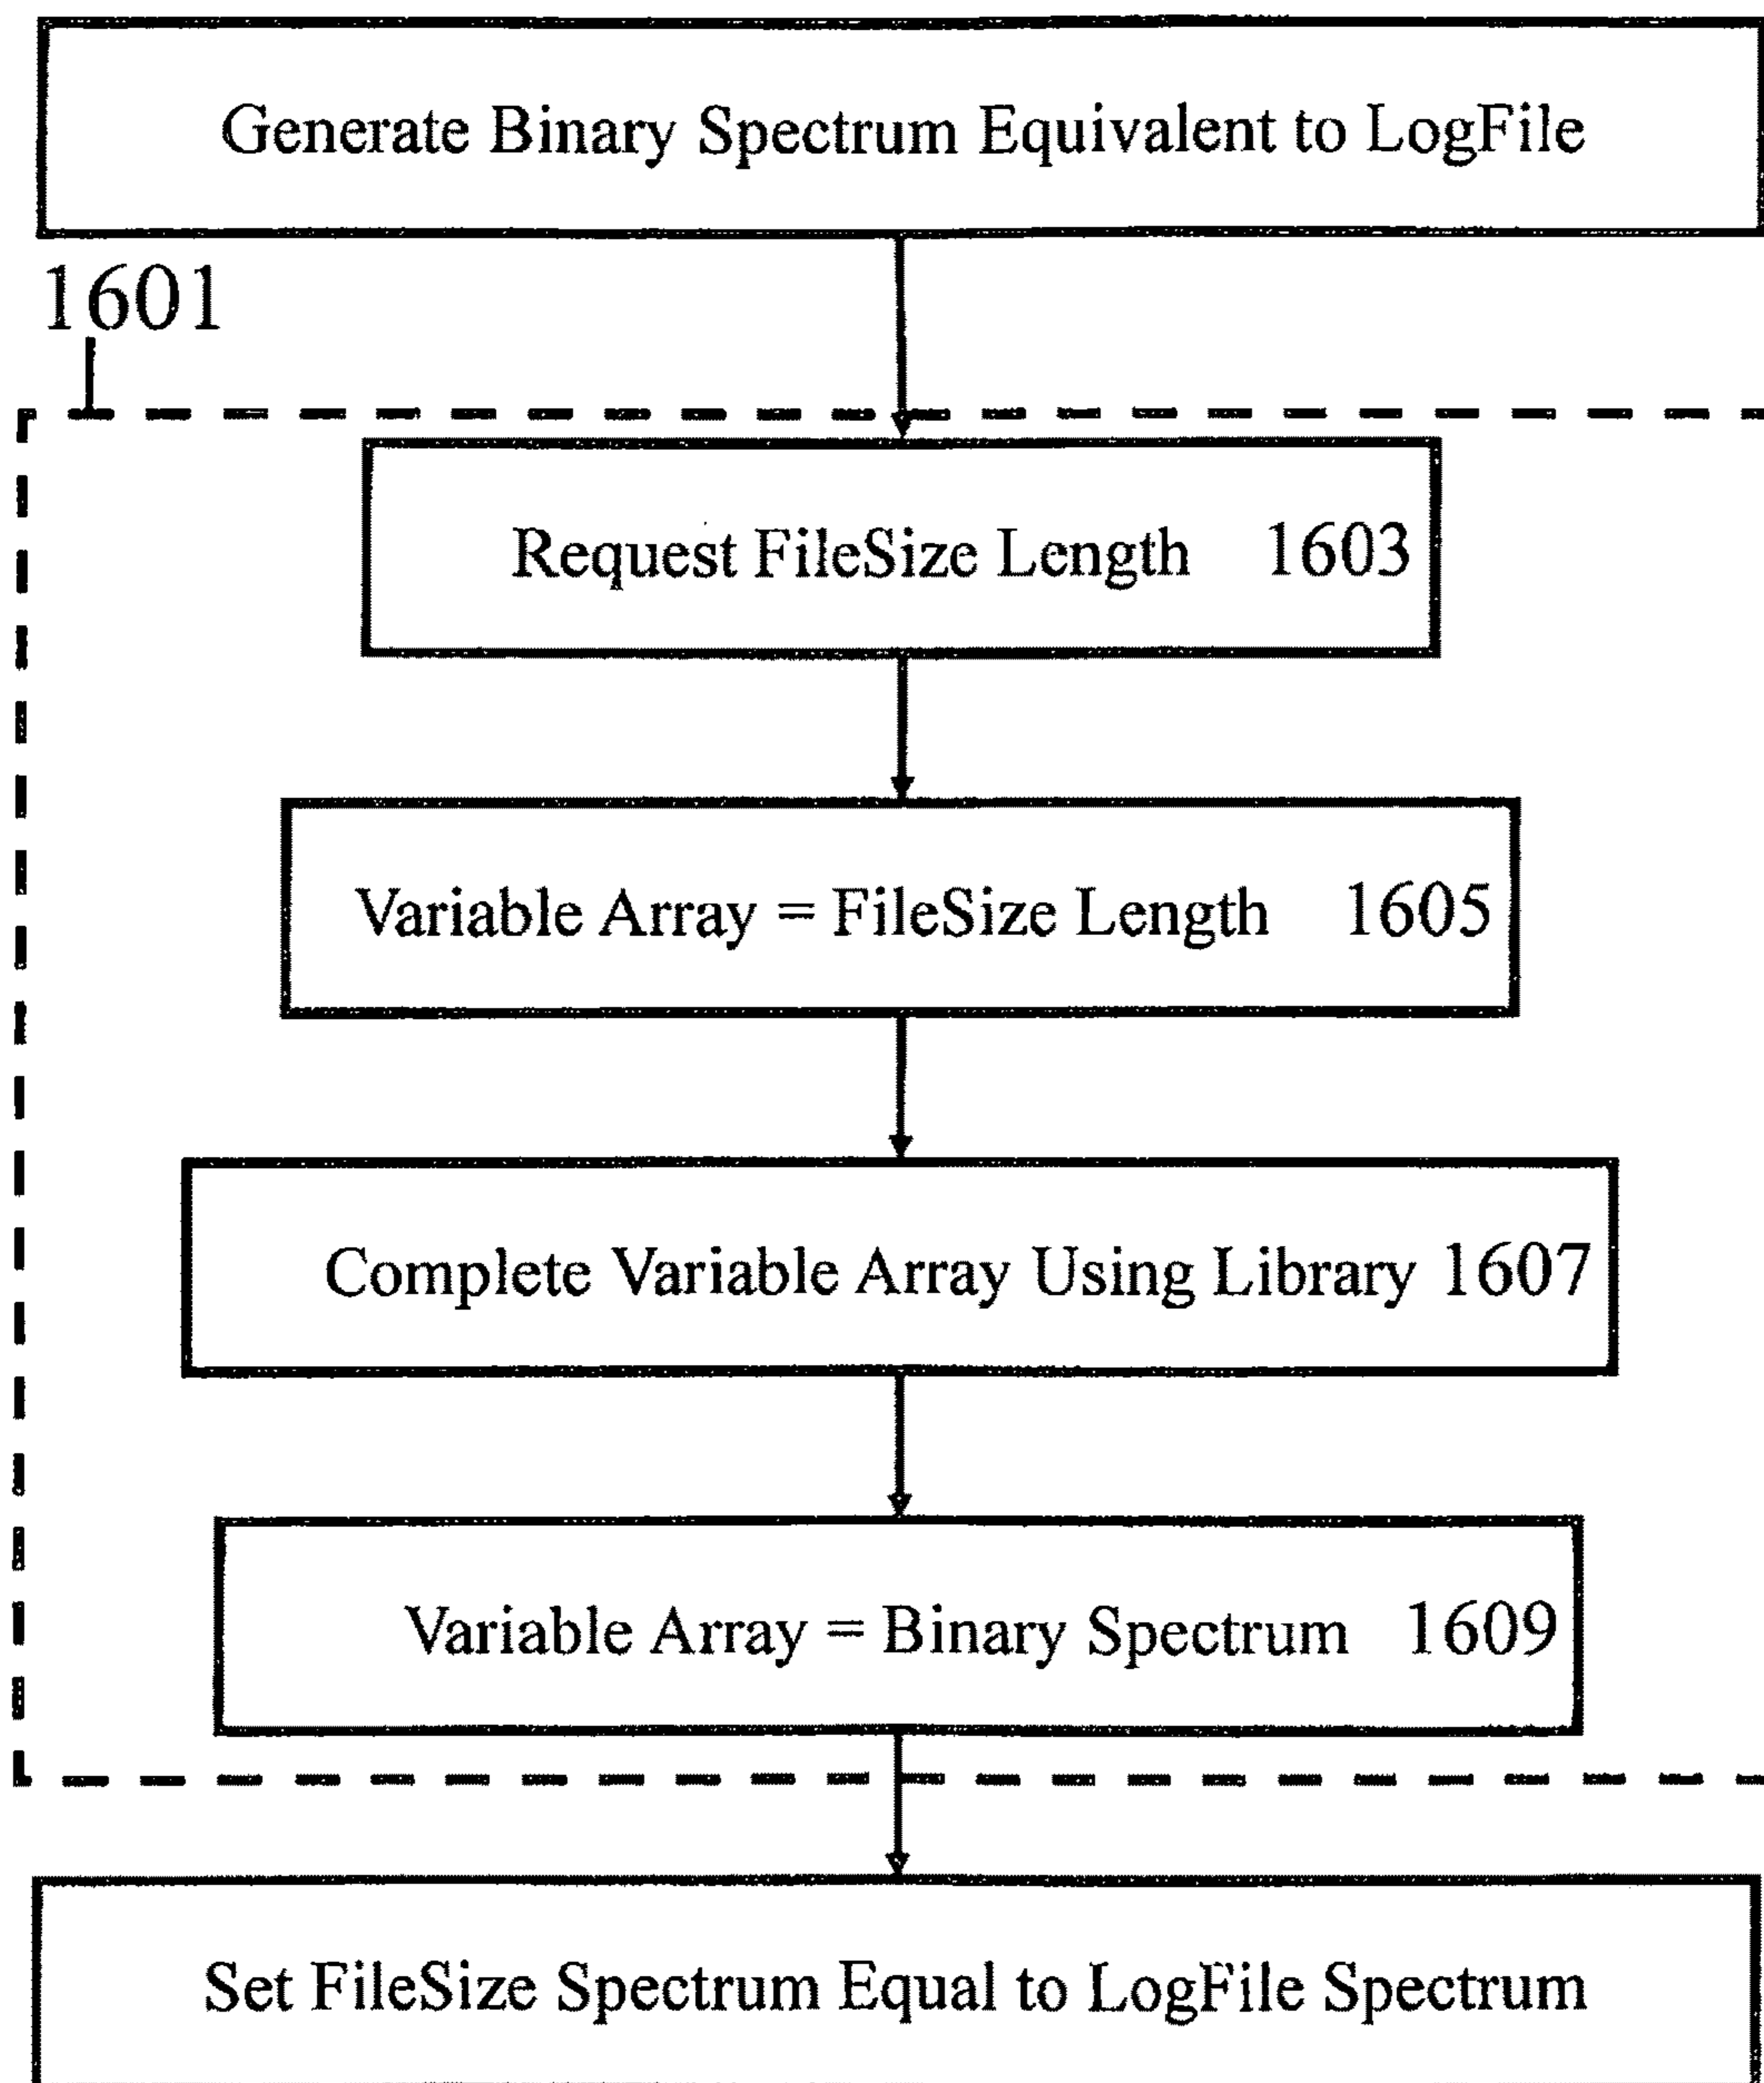 Generate Binary Spectrum Equivalent to LogFile
1601
Request FileSize Length 1603
Variable Array = FileSize Length 1605
Complete Variable Array Using Library 1607
Variable Array = Binary Spectrum 1609
Set FileSize Spectrum Equal to LogFile Spectrum